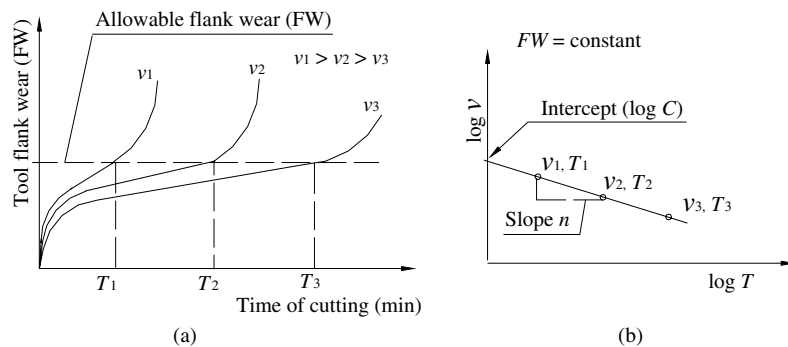 Allowable flank wear (FW)
Tool flank wear (FW)
v1
v2
v1 > v2 > v3
v3
T1
T2
T3
Time of cutting (min)
(a)
FW = constant
log v
Intercept (log C)
v1, T1
v2, T2
v3, T3
Slope n
log T
(b)